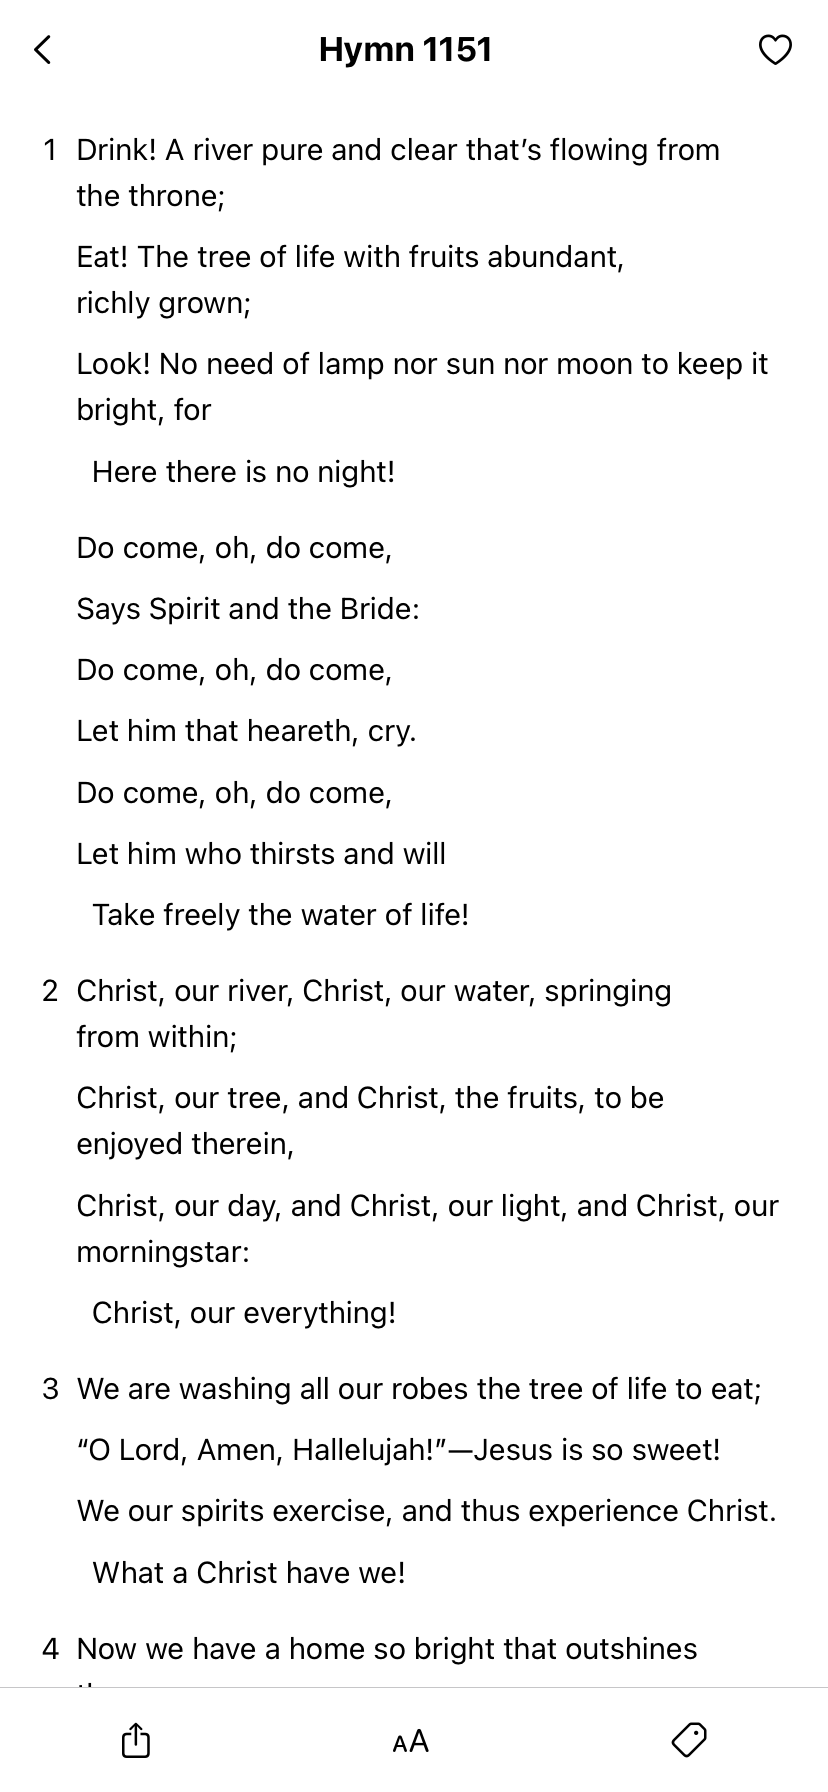 Hymn 1151
1 Drink! A river pure and clear that’s flowing from
the throne;
Eat! The tree of life with fruits abundant,
richly grown;
Look! No need of lamp nor sun nor moon to keep it
bright, for
Here there is no night!
Do come, oh, do come,
Says Spirit and the Bride:
Do come, oh, do come,
Let him that heareth, cry.
Do come, oh, do come,
Let him who thirsts and will
Take freely the water of life!
2 Christ, our river, Christ, our water, springing
from within;
Christ, our tree, and Christ, the fruits, to be
enjoyed therein,
Christ, our day, and Christ, our light, and Christ, our
morningstar:
Christ, our everything!
3 We are washing all our robes the tree of life to eat;
“O Lord, Amen, Hallelujah!”—Jesus is so sweet!
We our spirits exercise, and thus experience Christ.
What a Christ have we!
4 Now we have a home so bright that outshines
AA